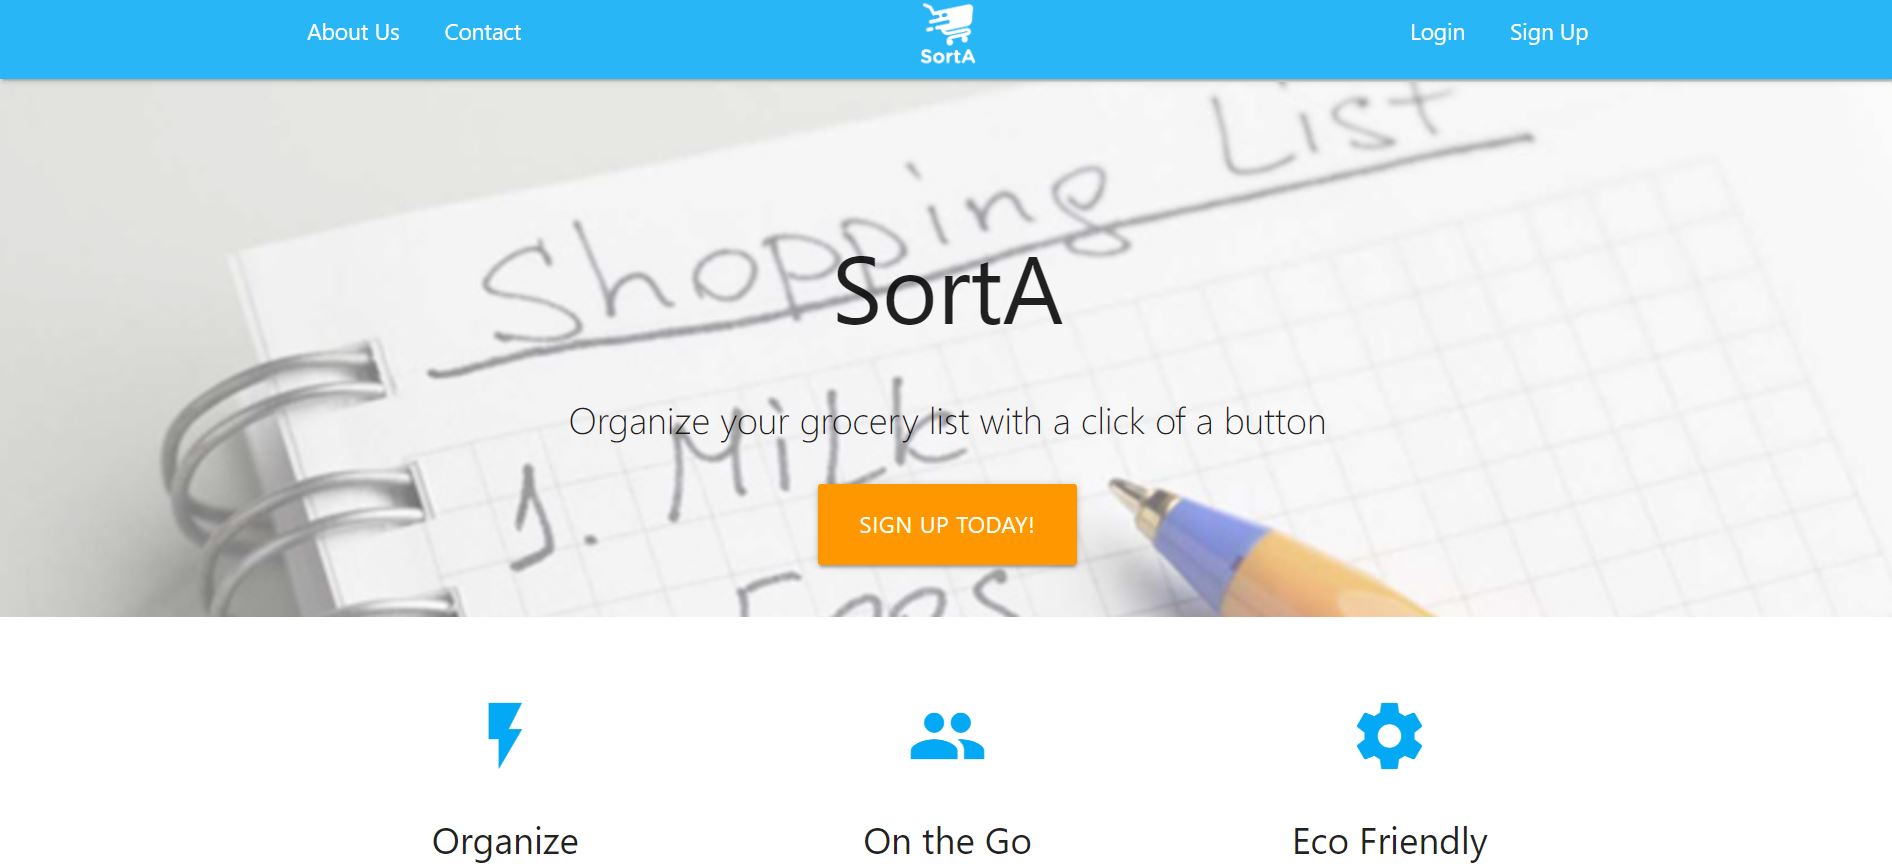 About Us Contact SortA Login Sign Up
Shopping List
SortA
Organize your grocery list with a click of a button
1. Milk
SIGN UP TODAY!
Eggs
Organize On the Go Eco Friendly